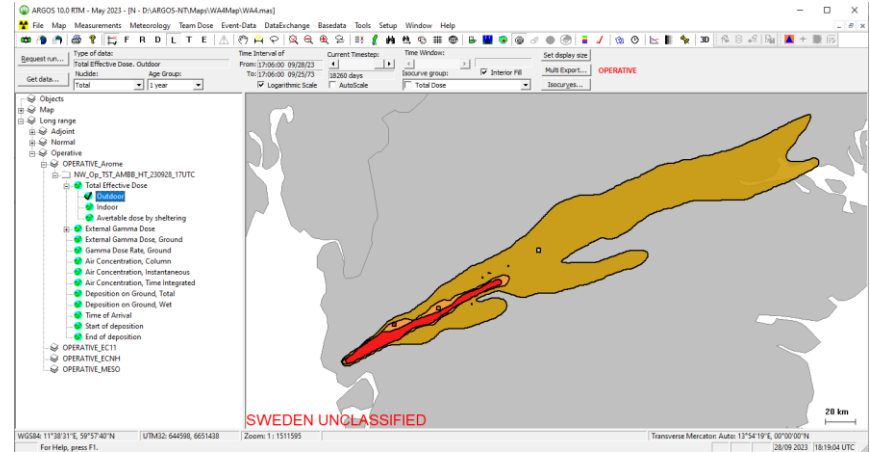 ARGOS 10.0 RTM - May 2023 - [N - D:\ARGOS-NT\Maps\WA4Map\WA4.mas]
File Map Measurements Meteorology Team Dose Event-Data DataExchange Basedata Tools Setup Window Help
F R D L T E 3D
Request run... Type of data: Time Interval of Current Timestep: Time Window: Set display size
Total Effective Dose. Outdoor From: 17:06:00 09/28/23
Get data... Nuclide: Age Group: To: 17:06:00 09/25/73 18260 days Isocurve group: Interior Fill Multi Export... OPERATIVE
Total 1 year Logarithmic Scale AutoScale Total Dose Isocurves...
Objects
Map
Long range
Adjoint
Normal
Operative
OPERATIVE_Arome
NW_Op_TST_AMBB_HT_230928_17UTC
Total Effective Dose
Outdoor
Indoor
Avertable dose by sheltering
External Gamma Dose
External Gamma Dose, Ground
Gamma Dose Rate, Ground
Air Concentration, Column
Air Concentration, Instantaneous
Air Concentration, Time Integrated
Deposition on Ground, Total
Deposition on Ground, Wet
Time of Arrival
Start of deposition
End of deposition
OPERATIVE_EC11
OPERATIVE_ECNH
OPERATIVE_MESO
20 km
SWEDEN UNCLASSIFIED
WGS84: 11°38'31"E, 59°57'40"N UTM32: 644598, 6651438 Zoom: 1 : 1511595 Transverse Mercator: Auto: 13°54'19"E, 00°00'00"N
For Help, press F1. 28/09 2023 18:19:04 UTC